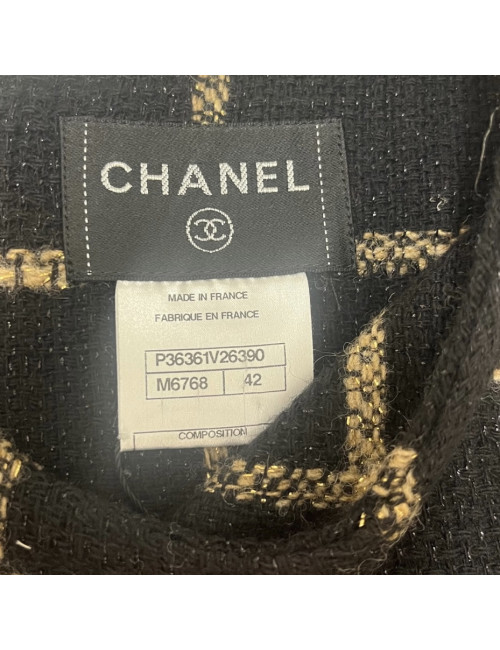 CHANEL
MADE IN FRANCE
FABRIQUE EN FRANCE
P36361V26390
M6768 42
COMPOSITION